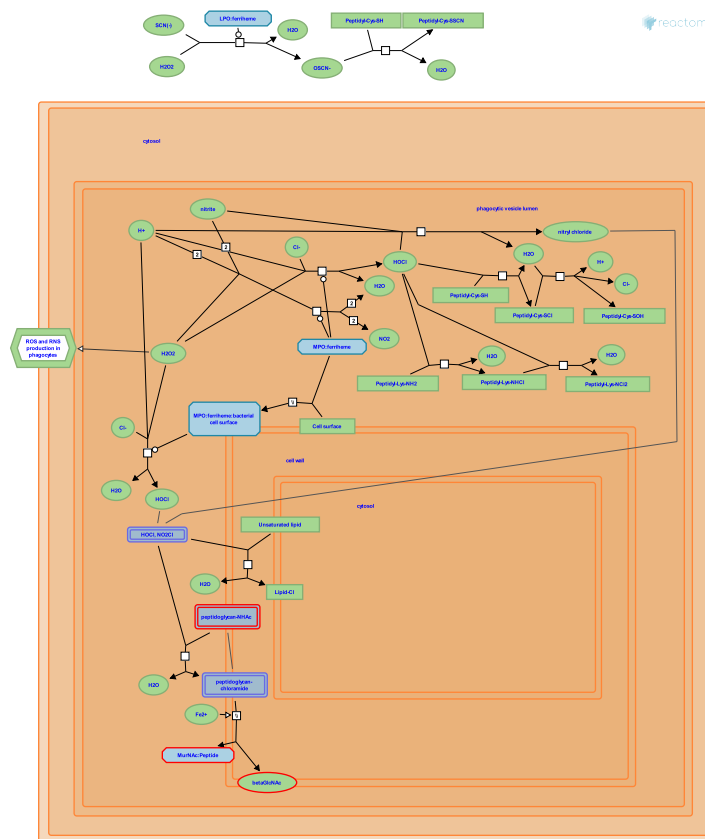 LPO:ferriheme
SCN(-)
Peptidyl-Cys-SH
Peptidyl-Cys-SSCN
reactom
H2O
H2O2
OSCN-
H2O
cytosol
nitrite
phagocytic vesicle lumen
H+
nitryl chloride
Cl-
2
2
H2O
HOCl
H+
H2O
Cl-
Peptidyl-Cys-SH
2
Peptidyl-Cys-SCl
Peptidyl-Cys-SOH
2
NO2
ROS and RNS
production in
phagocytes
H2O2
MPO:ferriheme
H2O
H2O
Peptidyl-Lys-NH2
Peptidyl-Lys-NHCl
Peptidyl-Lys-NCl2
MPO:ferriheme:bacterial
cell surface
Cl-
Cell surface
cell wall
H2O
HOCl
cytosol
Unsaturated lipid
HOCl, NO2Cl
H2O
Lipid-Cl
peptidoglycan-NHAc
H2O
peptidoglycan-
chloramide
Fe2+
MurNAc:Peptide
betaGlcNAc